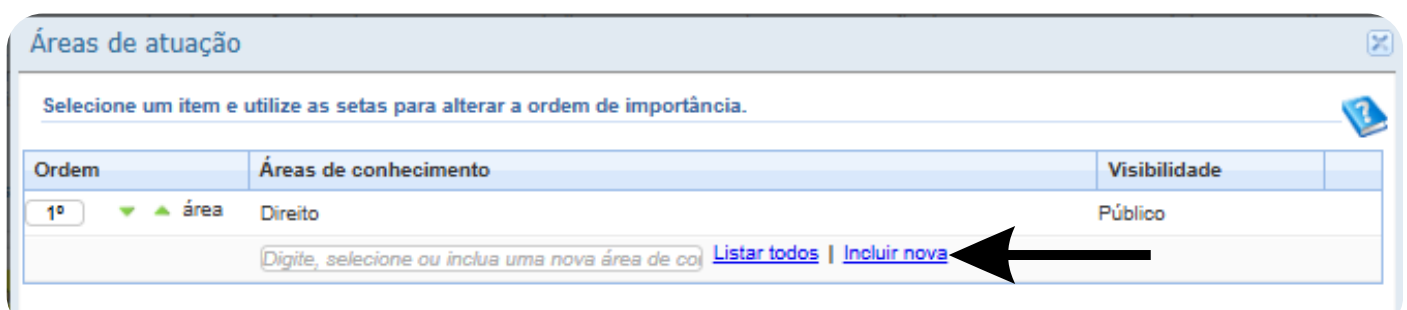 Áreas de atuação
Selecione um item e utilize as setas para alterar a ordem de importância.
Ordem Áreas de conhecimento Visibilidade
1º área Direito Público
Digite, selecione ou inclua uma nova área de co Listar todos | Incluir nova